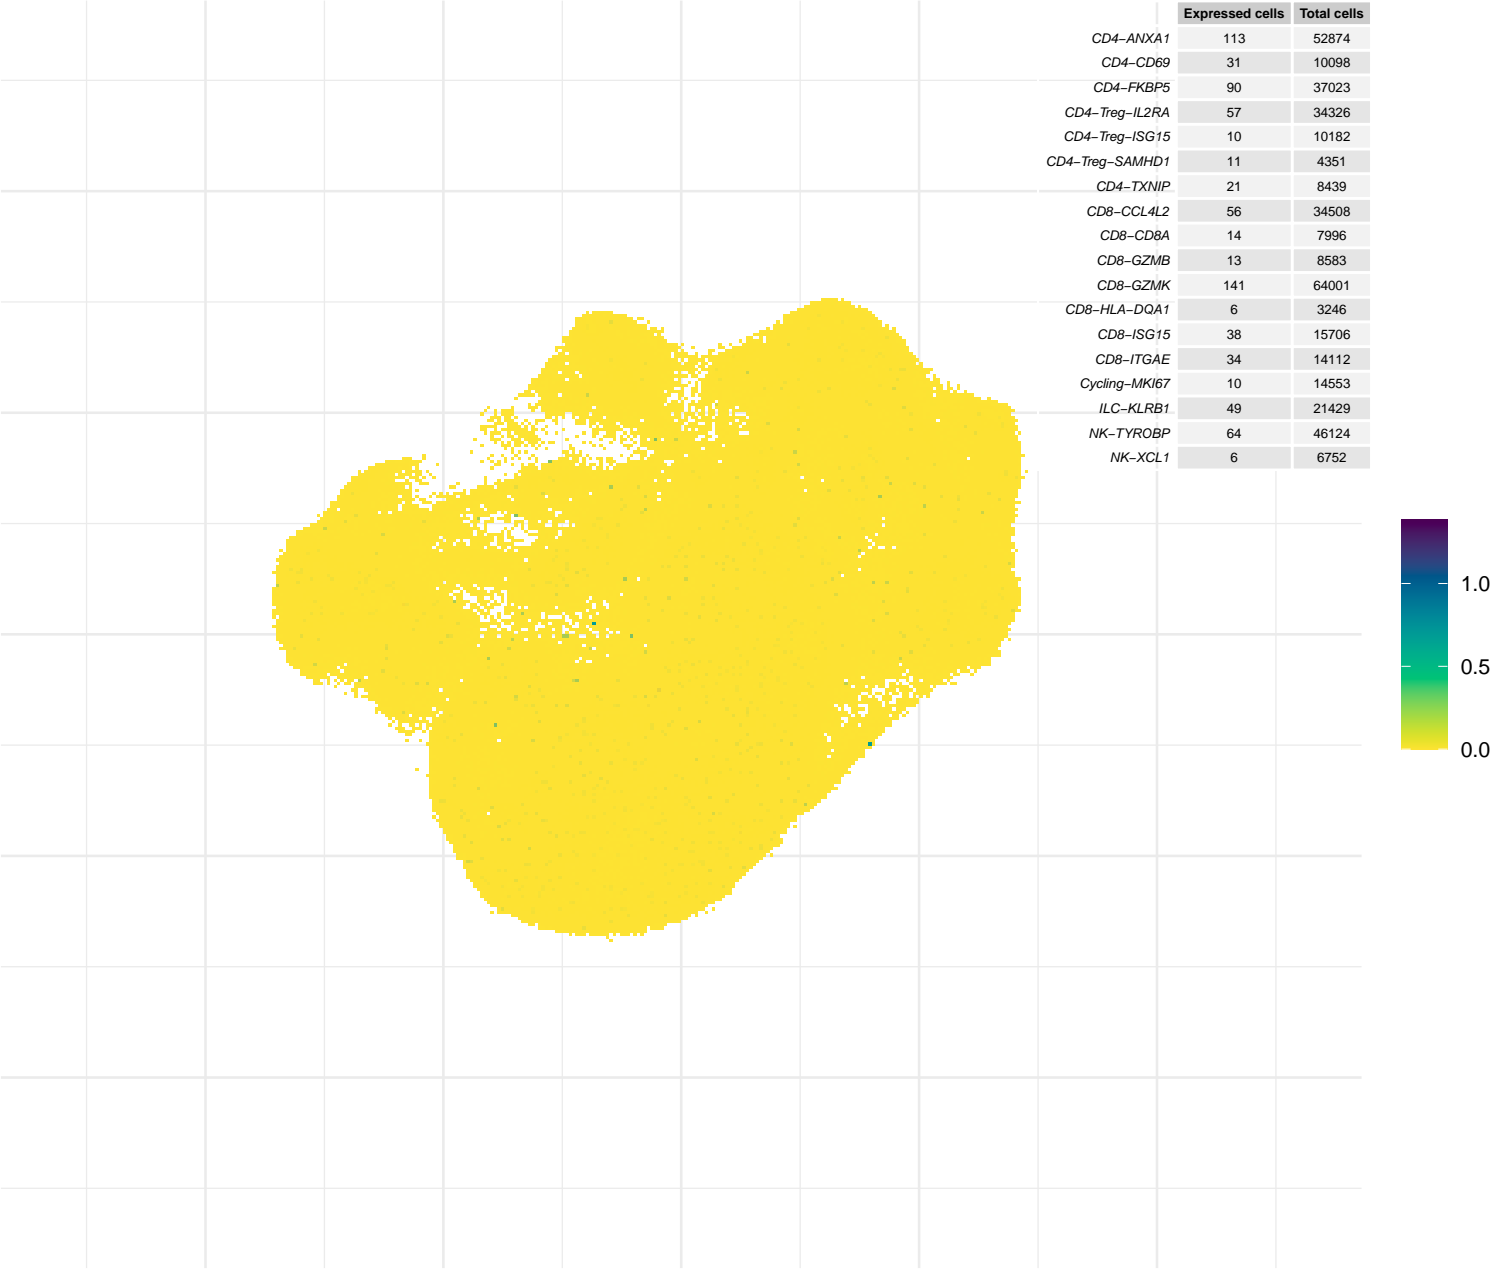 Expressed cells Total cells
CD4−ANXA1 113 52874
CD4−CD69 31 10098
CD4−FKBP5 90 37023
CD4−Treg−IL2RA 57 34326
CD4−Treg−ISG15 10 10182
CD4−Treg−SAMHD1 11 4351
CD4−TXNIP 21 8439
CD8−CCL4L2 56 34508
CD8−CD8A 14 7996
CD8−GZMB 13 8583
CD8−GZMK 141 64001
CD8−HLA−DQA1 6 3246
CD8−ISG15 38 15706
CD8−ITGAE 34 14112
Cycling−MKI67 10 14553
ILC−KLRB1 49 21429
NK−TYROBP 64 46124
NK−XCL1 6 6752
1.0
0.5
0.0